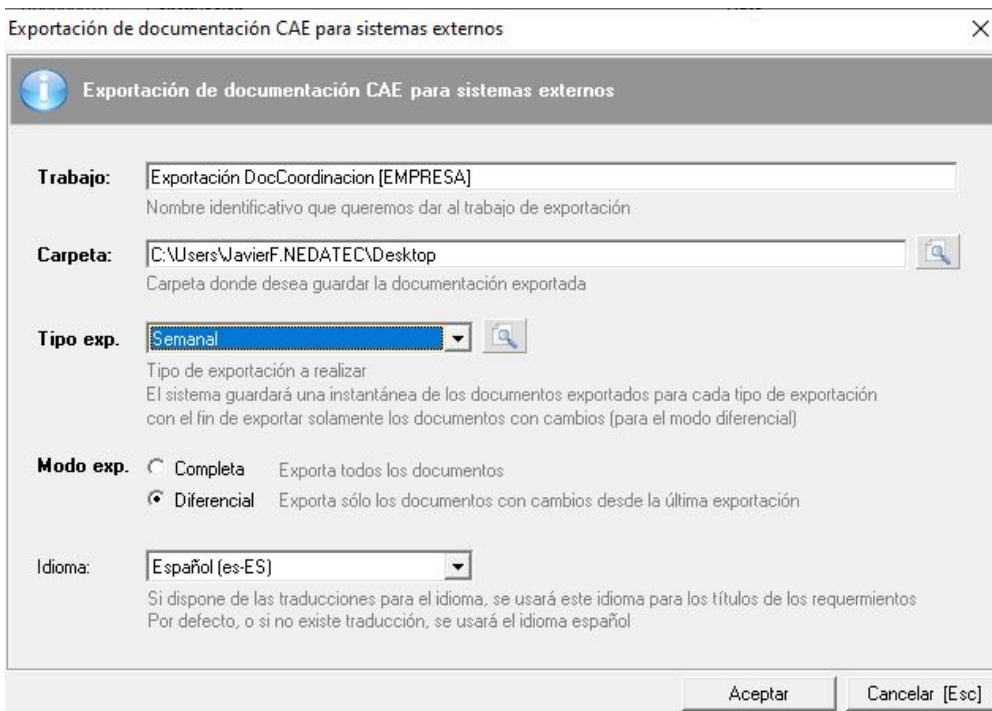 Exportación de documentación CAE para sistemas externos
Exportación de documentación CAE para sistemas externos
Trabajo: Exportación DocCoordinacion [EMPRESA]
Nombre identificativo que queremos dar al trabajo de exportación
Carpeta: C:\Users\JavierF.NEDATEC\Desktop
Carpeta donde desea guardar la documentación exportada
Tipo exp. Semanal
Tipo de exportación a realizar
El sistema guardará una instantánea de los documentos exportados para cada tipo de exportación
con el fin de exportar solamente los documentos con cambios (para el modo diferencial)
Modo exp. Completa Exporta todos los documentos
Diferencial Exporta sólo los documentos con cambios desde la última exportación
Idioma: Español (es-ES)
Si dispone de las traducciones para el idioma, se usará este idioma para los títulos de los requermientos
Por defecto, o si no existe traducción, se usará el idioma español
Aceptar Cancelar [Esc]